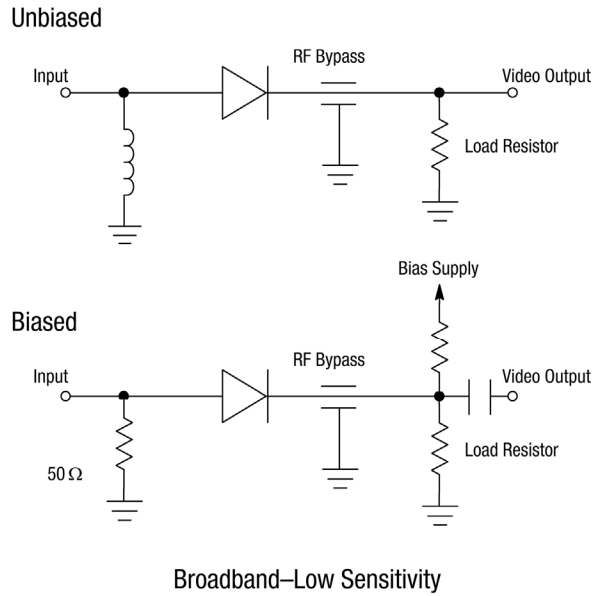 Unbiased
Input
RF Bypass
Video Output
Load Resistor
Bias Supply
Biased
Input
RF Bypass
Video Output
Load Resistor
50 Ω
Broadband–Low Sensitivity